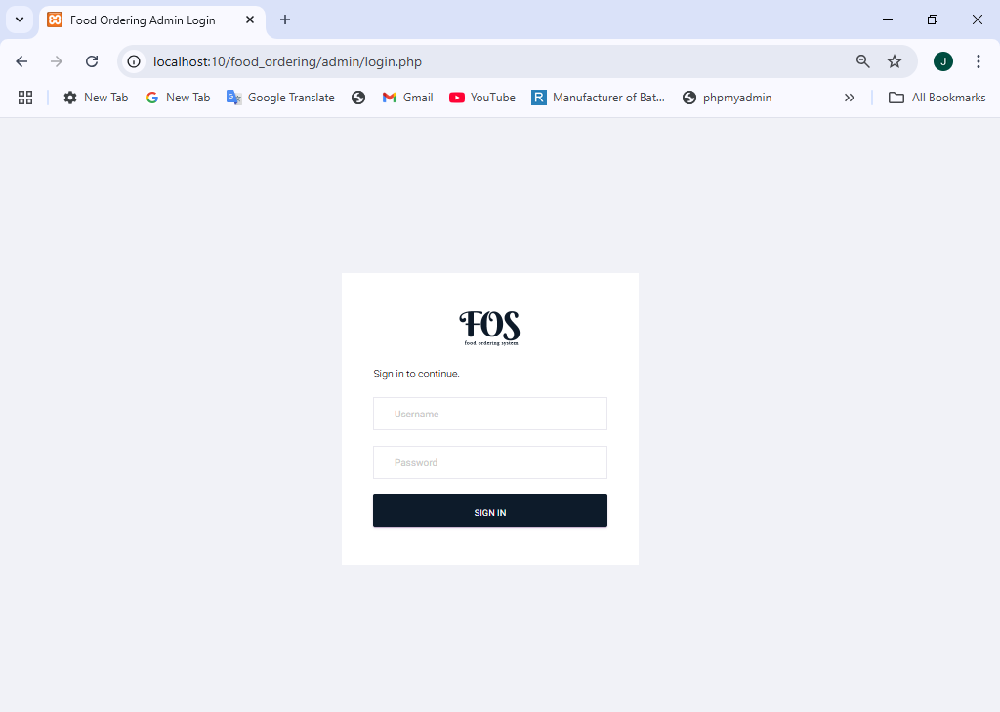 Food Ordering Admin Login
localhost:10/food_ordering/admin/login.php
J
New Tab
New Tab
Google Translate
Gmail
YouTube
R
Manufacturer of Bat...
phpmyadmin
All Bookmarks
FOS
food ordering system
Sign in to continue.
Username
Password
SIGN IN